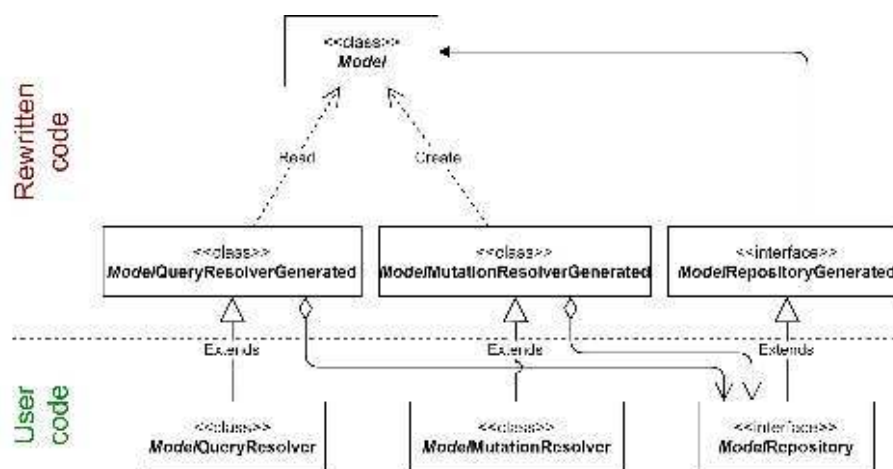 <<class>>
Model
Rewritten
code
Read
Create
<<class>>
ModelQueryResolverGenerated
<<class>>
ModelMutationResolverGenerated
<<interface>>
ModelRepositoryGenerated
Extends
Extends
Extends
User
code
<<class>>
ModelQueryResolver
<<class>>
ModelMutationResolver
<<interface>>
ModelRepository